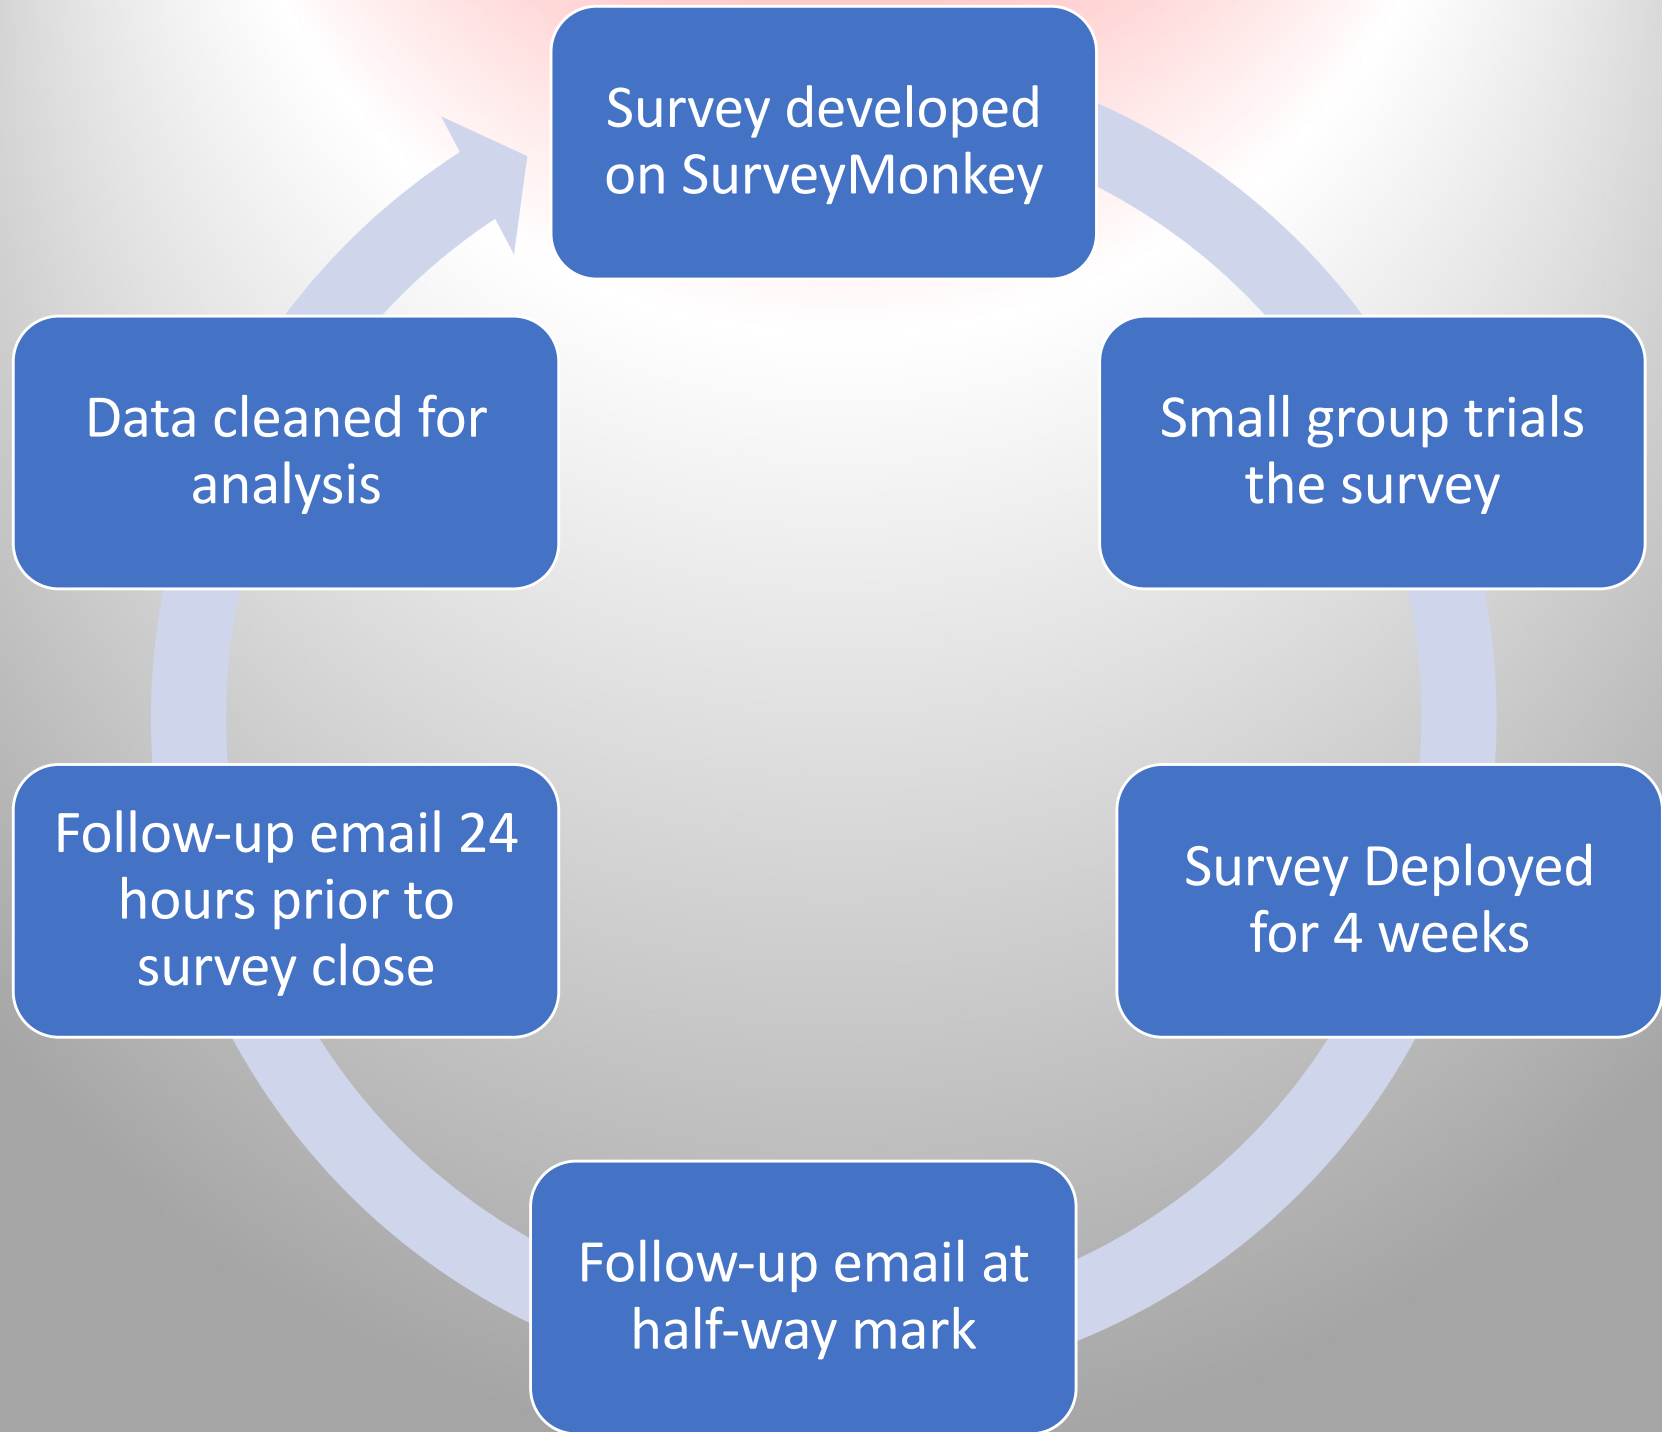 Survey developed
on SurveyMonkey
Small group trials
the survey
Survey Deployed
for 4 weeks
Follow-up email at
half-way mark
Follow-up email 24
hours prior to
survey close
Data cleaned for
analysis